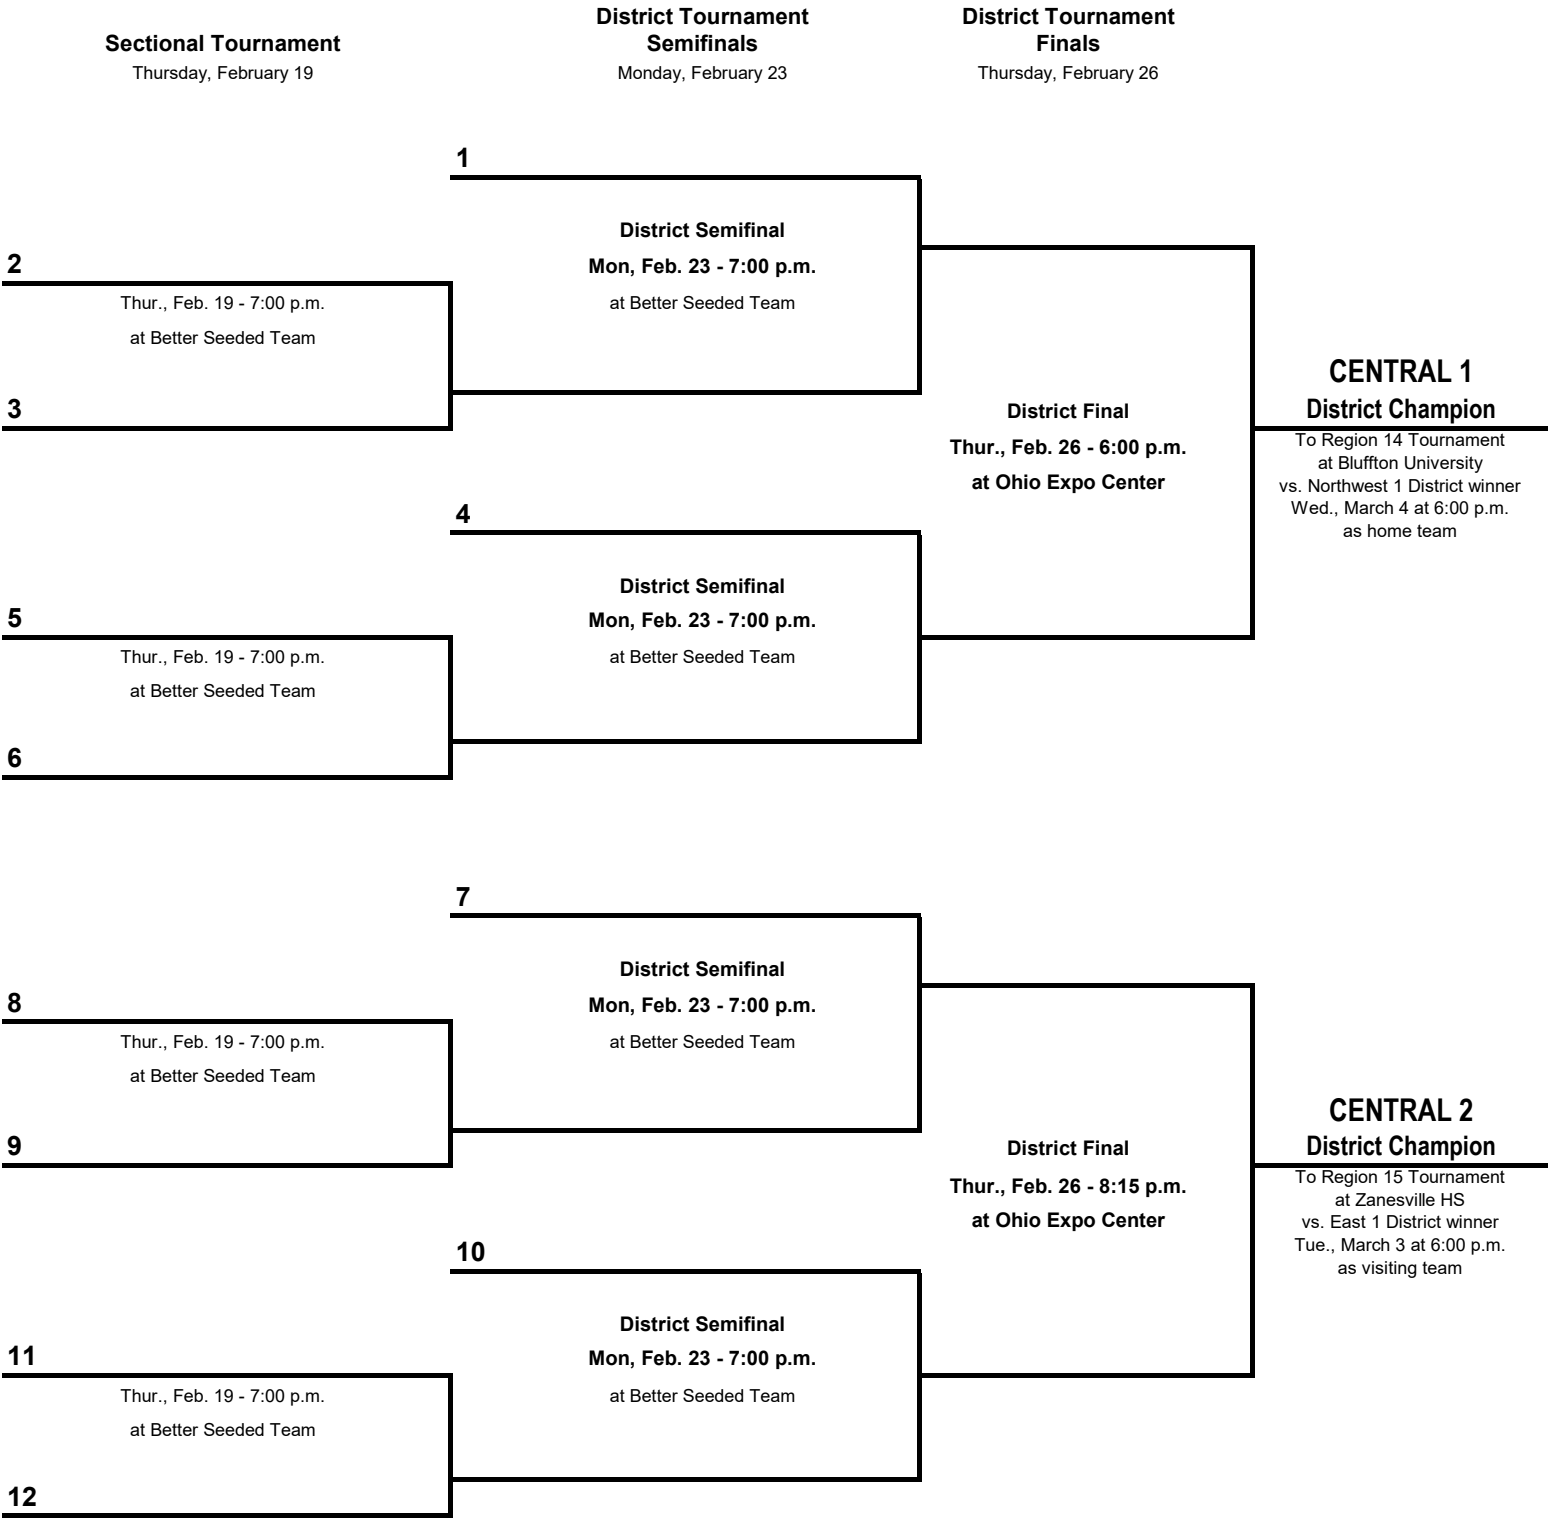 Sectional Tournament
Thursday, February 19
District Tournament
Semifinals
Monday, February 23
District Tournament
Finals
Thursday, February 26
1
District Semifinal
Mon, Feb. 23 - 7:00 p.m.
at Better Seeded Team
2
Thur., Feb. 19 - 7:00 p.m.
at Better Seeded Team
3
District Final
Thur., Feb. 26 - 6:00 p.m.
at Ohio Expo Center
CENTRAL 1
District Champion
To Region 14 Tournament
at Bluffton University
vs. Northwest 1 District winner
Wed., March 4 at 6:00 p.m.
as home team
4
District Semifinal
Mon, Feb. 23 - 7:00 p.m.
at Better Seeded Team
5
Thur., Feb. 19 - 7:00 p.m.
at Better Seeded Team
6
7
District Semifinal
Mon, Feb. 23 - 7:00 p.m.
at Better Seeded Team
8
Thur., Feb. 19 - 7:00 p.m.
at Better Seeded Team
9
District Final
Thur., Feb. 26 - 8:15 p.m.
at Ohio Expo Center
CENTRAL 2
District Champion
To Region 15 Tournament
at Zanesville HS
vs. East 1 District winner
Tue., March 3 at 6:00 p.m.
as visiting team
10
District Semifinal
Mon, Feb. 23 - 7:00 p.m.
at Better Seeded Team
11
Thur., Feb. 19 - 7:00 p.m.
at Better Seeded Team
12